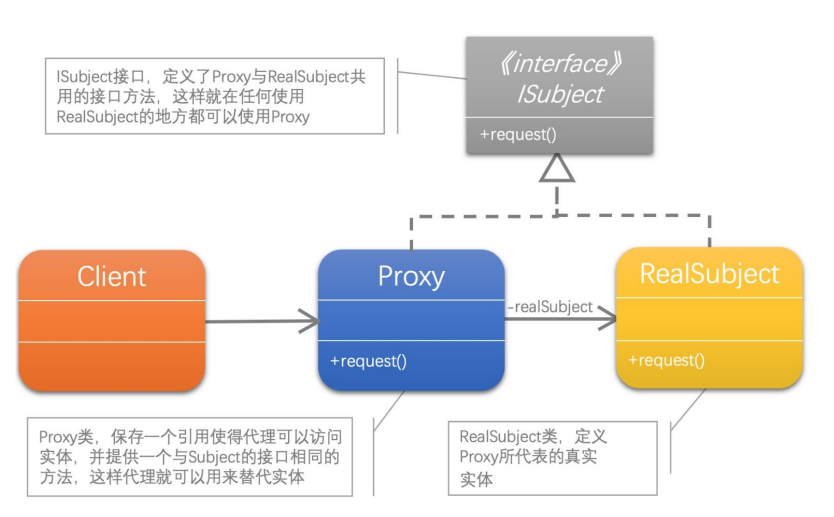 ISubject接口，定义了Proxy与RealSubject共
用的接口方法，这样就在任何使用
RealSubject的地方都可以使用Proxy
《interface》
ISubject
+request()
Client
Proxy
+request()
-realSubject
RealSubject
+request()
Proxy类，保存一个引用使得代理可以访问
实体，并提供一个与Subject的接口相同的
方法，这样代理就可以用来替代实体
RealSubject类，定义
Proxy所代表的真实
实体